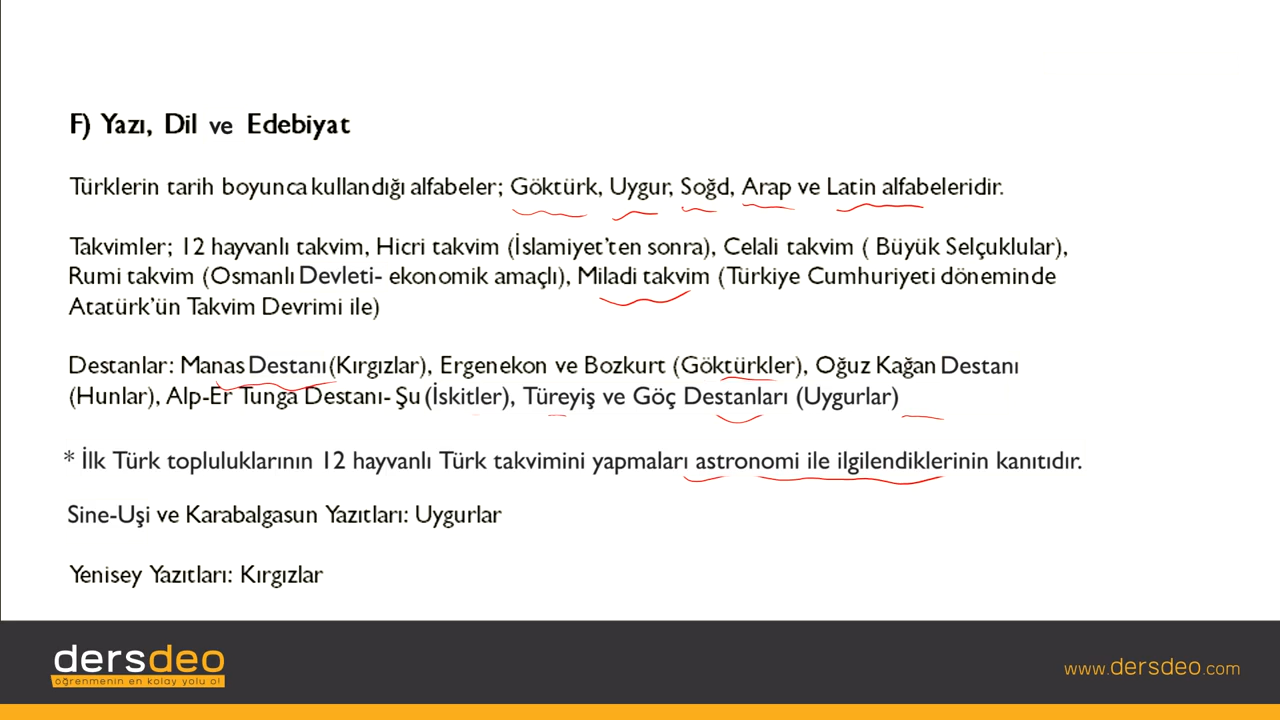 F) Yazı, Dil ve Edebiyat
Türklerin tarih boyunca kullandığı alfabeler; Göktürk, Uygur, Soğd, Arap ve Latin alfabeleridir.
Takvimler; 12 hayvanlı takvim, Hicri takvim (İslamiyet'ten sonra), Celali takvim ( Büyük Selçuklular),
Rumi takvim (Osmanlı Devleti- ekonomik amaçlı), Miladi takvim (Türkiye Cumhuriyeti döneminde
Atatürk'ün Takvim Devrimi ile)
Destanlar: Manas Destanı(Kırgızlar), Ergenekon ve Bozkurt (Göktürkler), Oğuz Kağan Destanı
(Hunlar), Alp-Er Tunga Destanı- Şu (İskitler), Türeyiş ve Göç Destanları (Uygurlar)
* İlk Türk topluluklarının 12 hayvanlı Türk takvimini yapmaları astronomi ile ilgilendiklerinin kanıtıdır.
Sine-Uşi ve Karabalgasun Yazıtları: Uygurlar
Yenisey Yazıtları: Kırgızlar
dersdeo
öğrenmenin en kolay yolu o!
www.dersdeo.com